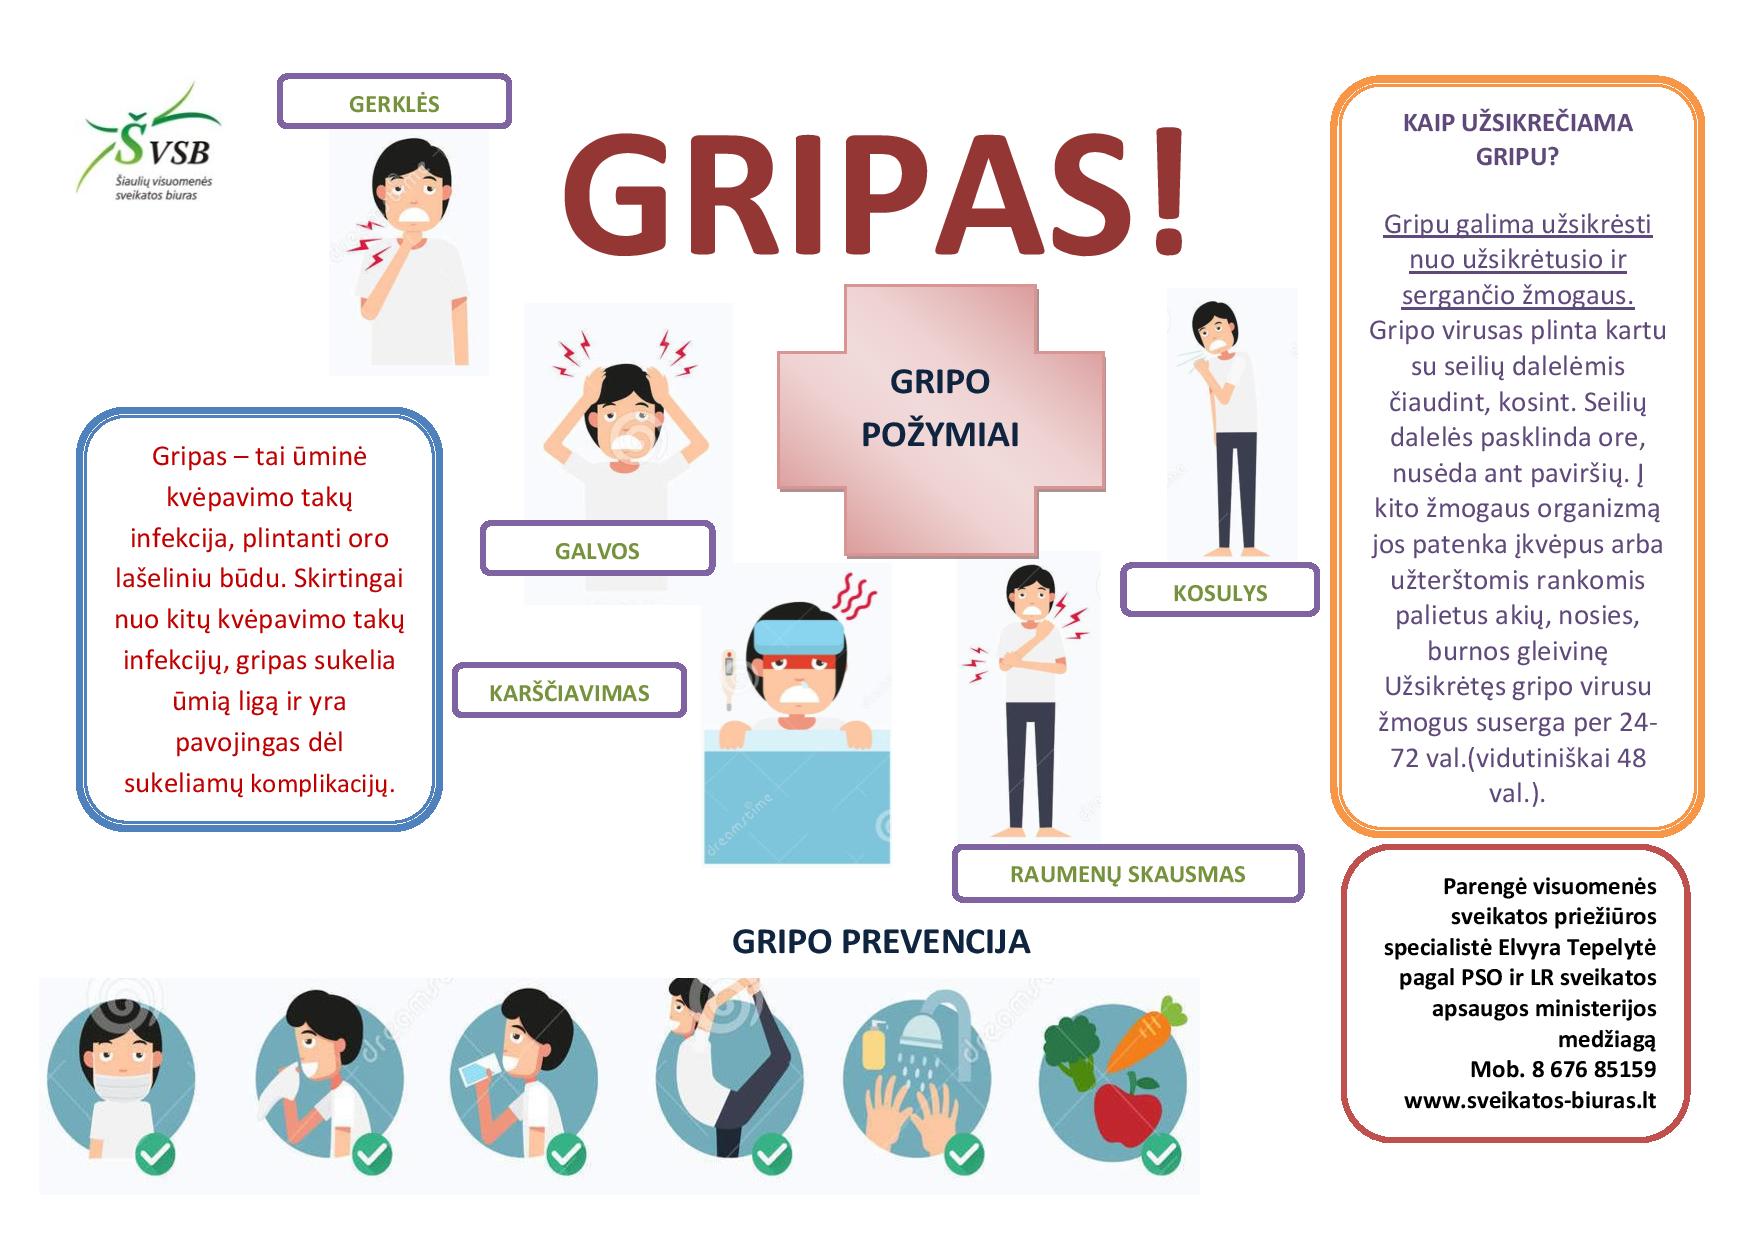 ŠVSB
Šiaulių visuomenės
sveikatos biuras
GERKLĖS
GRIPAS!
GRIPO
POŽYMIAI
GALVOS
KOSULYS
KARŠČIAVIMAS
RAUMENŲ SKAUSMAS
Gripas – tai ūminė
kvėpavimo takų
infekcija, plintanti oro
lašeliniu būdu. Skirtingai
nuo kitų kvėpavimo takų
infekcijų, gripas sukelia
ūmią ligą ir yra
pavojingas dėl
sukeliamų komplikacijų.
KAIP UŽSIKREČIAMA
GRIPU?
Gripu galima užsikrėsti
nuo užsikrėtusio ir
sergančio žmogaus.
Gripo virusas plinta kartu
su seilių dalelėmis
čiaudint, kosint. Seilių
dalelės pasklinda ore,
nusėda ant paviršių. Į
kito žmogaus organizmą
jos patenka įkvėpus arba
užterštomis rankomis
palietus akių, nosies,
burnos gleivinę
Užsikrėtęs gripo virusu
žmogus suserga per 24-
72 val.(vidutiniškai 48
val.).
GRIPO PREVENCIJA
Parengė visuomenės
sveikatos priežiūros
specialistė Elvyra Tepelytė
pagal PSO ir LR sveikatos
apsaugos ministerijos
medžiagą
Mob. 8 676 85159
www.sveikatos-biuras.lt
dreamstime